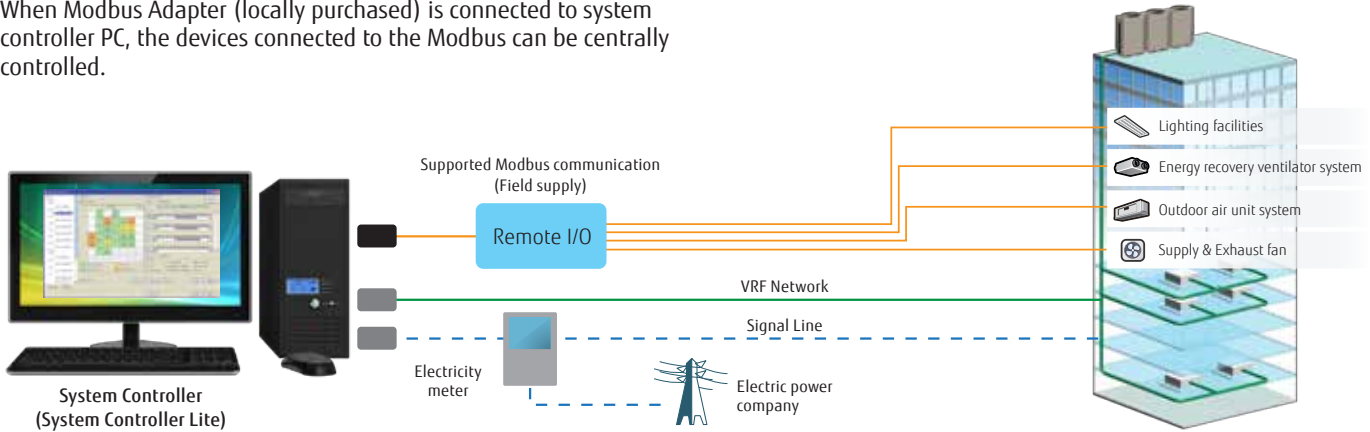 When Modbus Adapter (locally purchased) is connected to system
controller PC, the devices connected to the Modbus can be centrally
controlled.
Supported Modbus communication
(Field supply)
Remote I/O
Lighting facilities
Energy recovery ventilator system
Outdoor air unit system
Supply & Exhaust fan
VRF Network
Signal Line
Electricity
meter
Electric power
company
System Controller
(System Controller Lite)